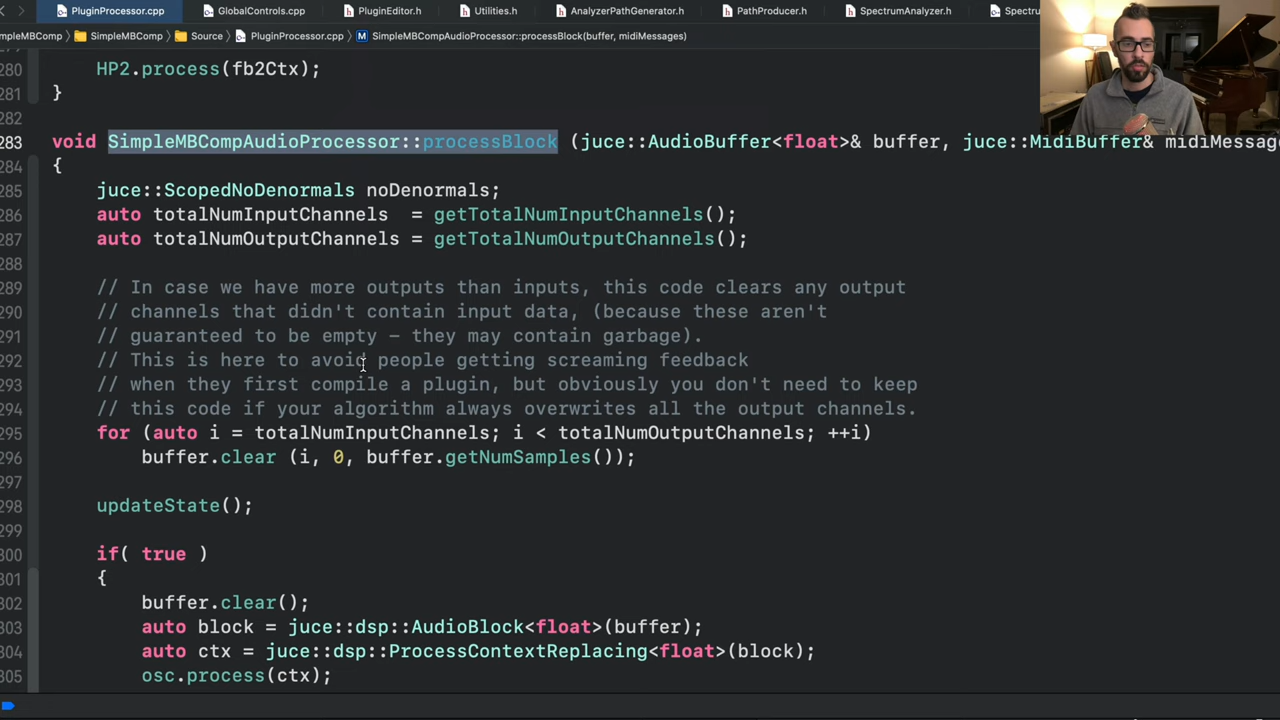 PluginProcessor.cpp GlobalControls.cpp PluginEditor.h Utilities.h AnalyzerPathGenerator.h PathProducer.h SpectrumAnalyzer.h
SimpleMBComp Source PluginProcessor.cpp M SimpleMBCompAudioProcessor::processBlock(buffer, midiMessages)
280 HP2.process(fb2Ctx);
281 }
282
283 void SimpleMBCompAudioProcessor::processBlock (juce::AudioBuffer<float>& buffer, juce::MidiBuffer&
284 {
285 juce::ScopedNoDenormals noDenormals;
286 auto totalNumInputChannels  = getTotalNumInputChannels();
287 auto totalNumOutputChannels = getTotalNumOutputChannels();
288
289 // In case we have more outputs than inputs, this code clears any output
290 // channels that didn't contain input data, (because these aren't
291 // guaranteed to be empty - they may contain garbage).
292 // This is here to avoid people getting screaming feedback
293 // when they first compile a plugin, but obviously you don't need to keep
294 // this code if your algorithm always overwrites all the output channels.
295 for (auto i = totalNumInputChannels; i < totalNumOutputChannels; ++i)
296 buffer.clear (i, 0, buffer.getNumSamples());
297
298 updateState();
299
300 if( true )
301 {
302 buffer.clear();
303 auto block = juce::dsp::AudioBlock<float>(buffer);
304 auto ctx = juce::dsp::ProcessContextReplacing<float>(block);
305 osc.process(ctx);